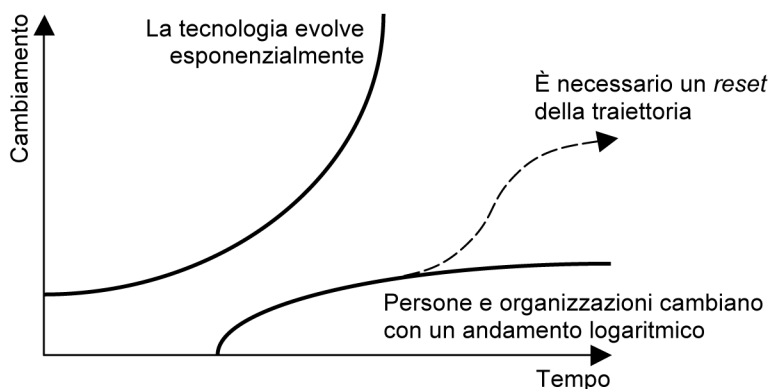 Cambiamento
La tecnologia evolve
esponenzialmente
È necessario un reset
della traiettoria
Persone e organizzazioni cambiano
con un andamento logaritmico
Tempo